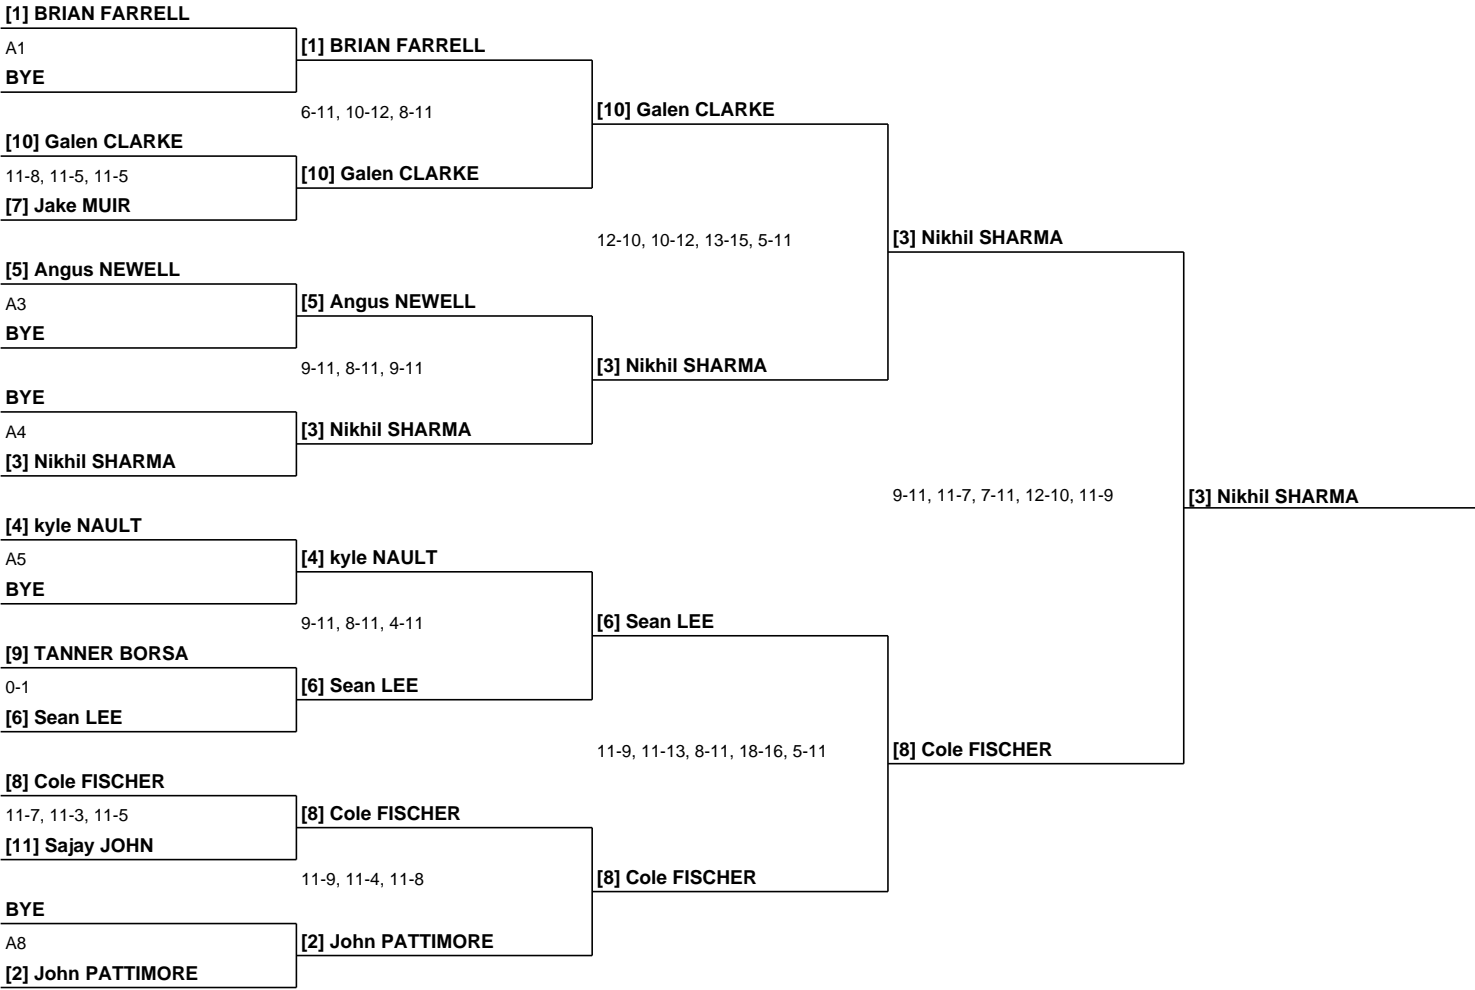 [1] BRIAN FARRELL
A1
BYE
[10] Galen CLARKE
11-8, 11-5, 11-5
[7] Jake MUIR
[5] Angus NEWELL
A3
BYE
BYE
A4
[3] Nikhil SHARMA
[4] kyle NAULT
A5
BYE
[9] TANNER BORSA
0-1
[6] Sean LEE
[8] Cole FISCHER
11-7, 11-3, 11-5
[11] Sajay JOHN
BYE
A8
[2] John PATTIMORE
[1] BRIAN FARRELL
6-11, 10-12, 8-11
[10] Galen CLARKE
[5] Angus NEWELL
9-11, 8-11, 9-11
[3] Nikhil SHARMA
[4] kyle NAULT
9-11, 8-11, 4-11
[6] Sean LEE
[8] Cole FISCHER
11-9, 11-4, 11-8
[2] John PATTIMORE
[10] Galen CLARKE
12-10, 10-12, 13-15, 5-11
[3] Nikhil SHARMA
[6] Sean LEE
11-9, 11-13, 8-11, 18-16, 5-11
[8] Cole FISCHER
[3] Nikhil SHARMA
9-11, 11-7, 7-11, 12-10, 11-9
[8] Cole FISCHER
[3] Nikhil SHARMA